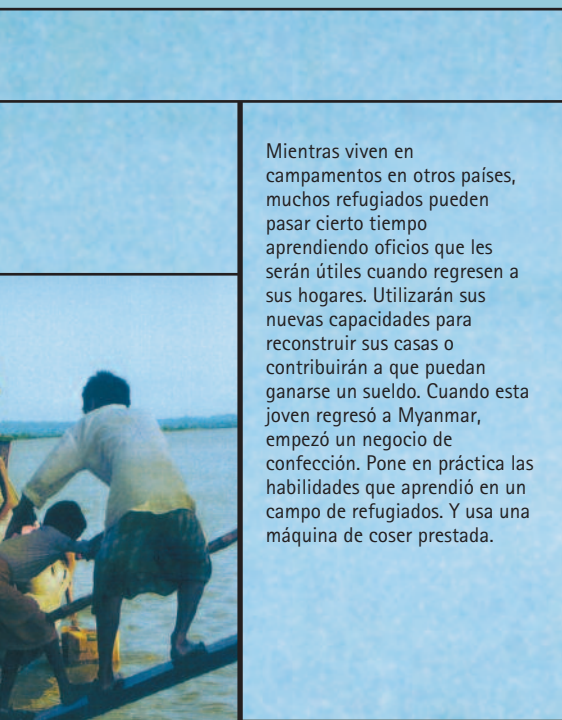 Mientras viven en
campamentos en otros países,
muchos refugiados pueden
pasar cierto tiempo
aprendiendo oficios que les
serán útiles cuando regresen a
sus hogares. Utilizarán sus
nuevas capacidades para
reconstruir sus casas o
contribuirán a que puedan
ganarse un sueldo. Cuando esta
joven regresó a Myanmar,
empezó un negocio de
confección. Pone en práctica las
habilidades que aprendió en un
campo de refugiados. Y usa una
máquina de coser prestada.